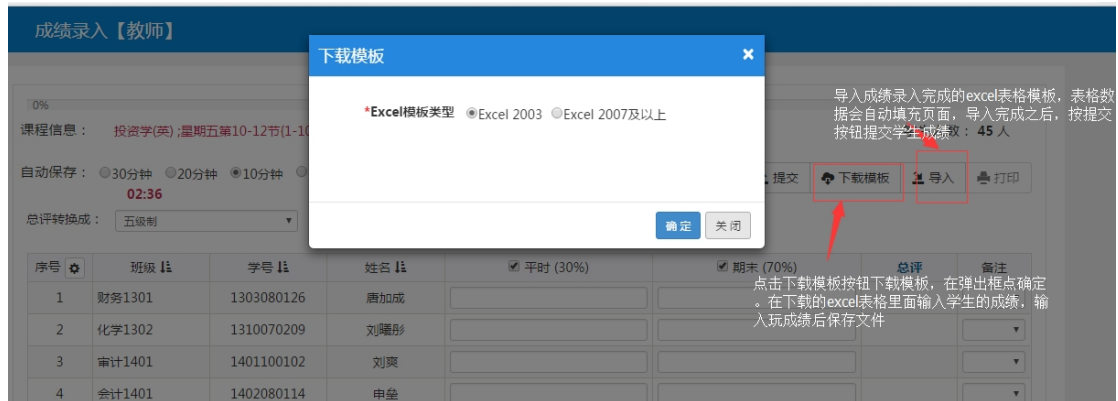 成绩录入【教师】
下载模板 ×
*Excel模板类型 Excel 2003 Excel 2007及以上
确定 关闭
0%
课程信息: 投资学(英) ;星期五第10-12节{1-10
数: 45 人
导入成绩录入完成的excel表格模板,表格数
据会自动填充页面,导入完成之后,按提交
按钮提交学生成绩
自动保存: 30分钟 20分钟 10分钟
02:36
提交 下载模板 导入 打印
总评转换成: 五级制
序号 班级 学号 姓名 平时 (30%) 期末 (70%) 总评 备注
1 财务1301 1303080126 唐加成
2 化学1302 1310070209 刘曦彤
3 审计1401 1401100102 刘爽
4 会计1401 1402080114 申垒
点击下载模板按钮下载模板,在弹出框点确定
。在下载的excel表格里面输入学生的成绩,输
入玩成绩后保存文件